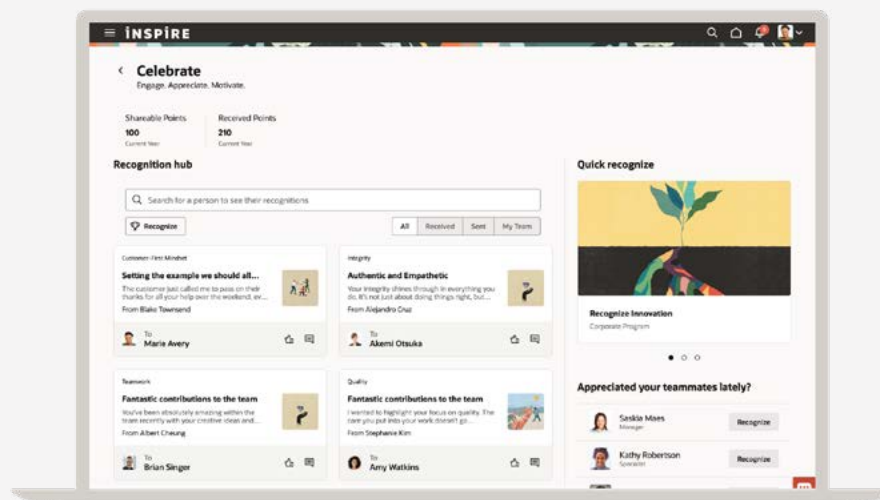 iNSPiRE
Celebrate
Engage. Appreciate. Motivate.
Shareable Points
100
Current Year
Received Points
210
Current Year
Recognition hub
Search for a person to see their recognitions
Recognize
All
Received
Sent
My Team
Customer-First Mindset
Setting the example we should all...
The customer just called me to pass on their
thanks for all your help over the weekend, ev...
From Blake Townsend
To
Marie Avery
Integrity
Authentic and Empathetic
Your integrity shines through in everything you
do. It's not just about doing things right, but...
From Alejandro Cruz
To
Akemi Otsuka
Teamwork
Fantastic contributions to the team
You've been absolutely amazing within the
team recently with your creative ideas and...
From Albert Cheung
To
Brian Singer
Quality
Fantastic contributions to the team
I wanted to highlight your focus on quality. The
care you put into your work doesn't go...
From Stephanie Kim
To
Amy Watkins
Quick recognize
Recognize Innovation
Corporate Program
Appreciated your teammates lately?
Saskia Maes
Manager
Recognize
Kathy Robertson
Specialist
Recognize